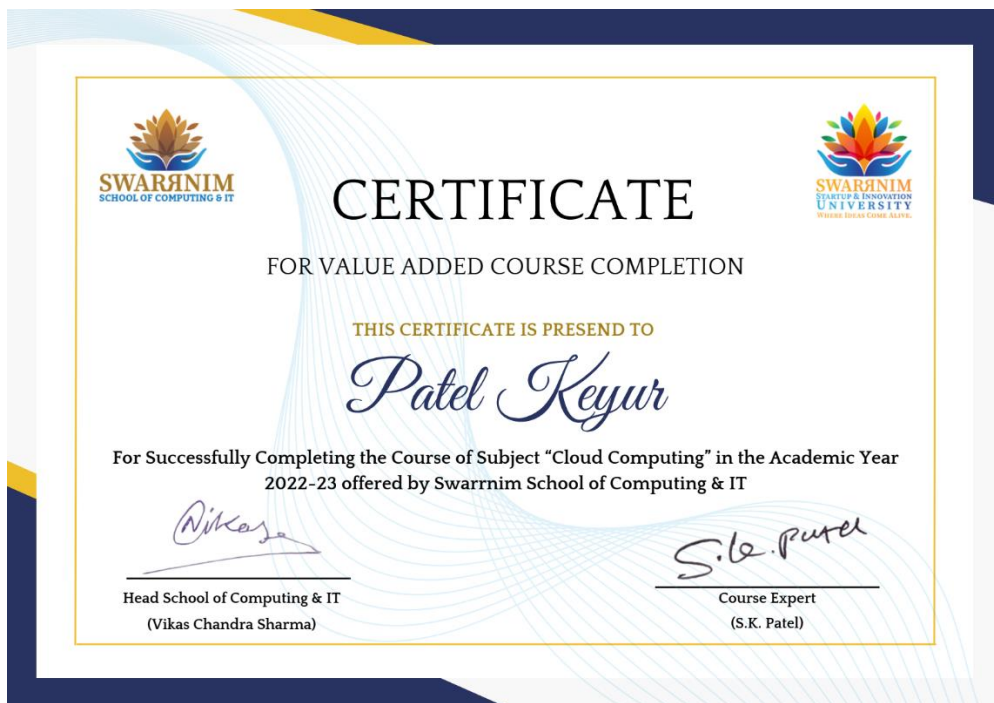 SWARЯNIM
SCHOOL OF COMPUTING & IT
SWARЯNIM
STARTUP & INNOVATION
UNIVERSITY
WHERE IDEAS COME ALIVE.
CERTIFICATE
FOR VALUE ADDED COURSE COMPLETION
THIS CERTIFICATE IS PRESEND TO
Patel Keyur
For Successfully Completing the Course of Subject “Cloud Computing” in the Academic Year
2022-23 offered by Swarrnim School of Computing & IT
S.K. Patel
Head School of Computing & IT
(Vikas Chandra Sharma)
Course Expert
(S.K. Patel)